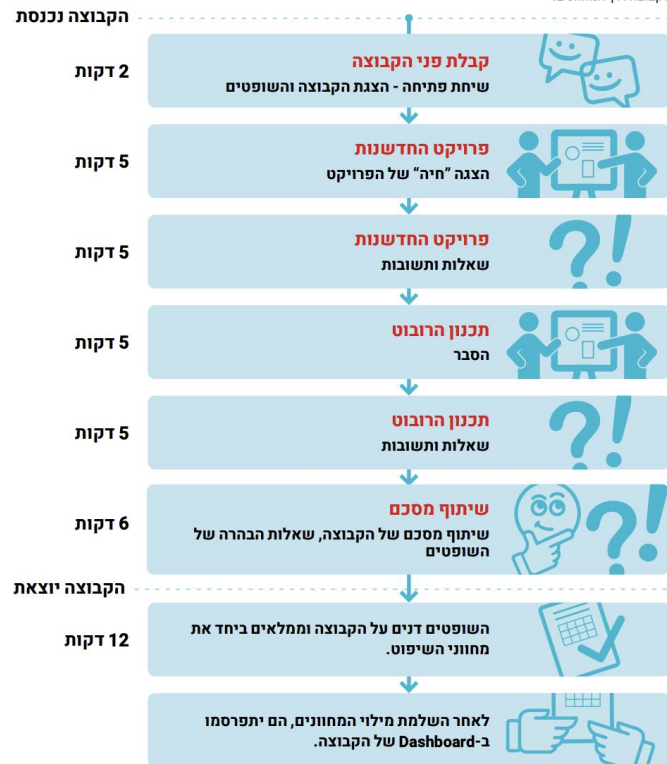 הקבוצה נכנסת
2 דקות
קבלת פני הקבוצה
שיחת פתיחה - הצגת הקבוצה והשופטים
5 דקות
פרויקט החדשנות
הצגה "חיה" של הפרויקט
5 דקות
פרויקט החדשנות
שאלות ותשובות
5 דקות
תכנון הרובוט
הסבר
5 דקות
תכנון הרובוט
שאלות ותשובות
6 דקות
שיתוף מסכם
שיתוף מסכם של הקבוצה, שאלות הבהרה של
השופטים
הקבוצה יוצאת
12 דקות
השופטים דנים על הקבוצה וממלאים ביחד את
מחווני השיפוט.
לאחר השלמת מילוי המחוונים, הם יתפרסמו
ב-Dashboard של הקבוצה.